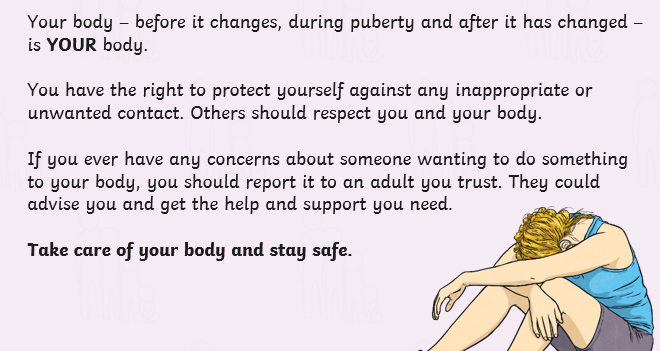 Your body – before it changes, during puberty and after it has changed –
is YOUR body.
You have the right to protect yourself against any inappropriate or
unwanted contact. Others should respect you and your body.
If you ever have any concerns about someone wanting to do something
to your body, you should report it to an adult you trust. They could
advise you and get the help and support you need.
Take care of your body and stay safe.